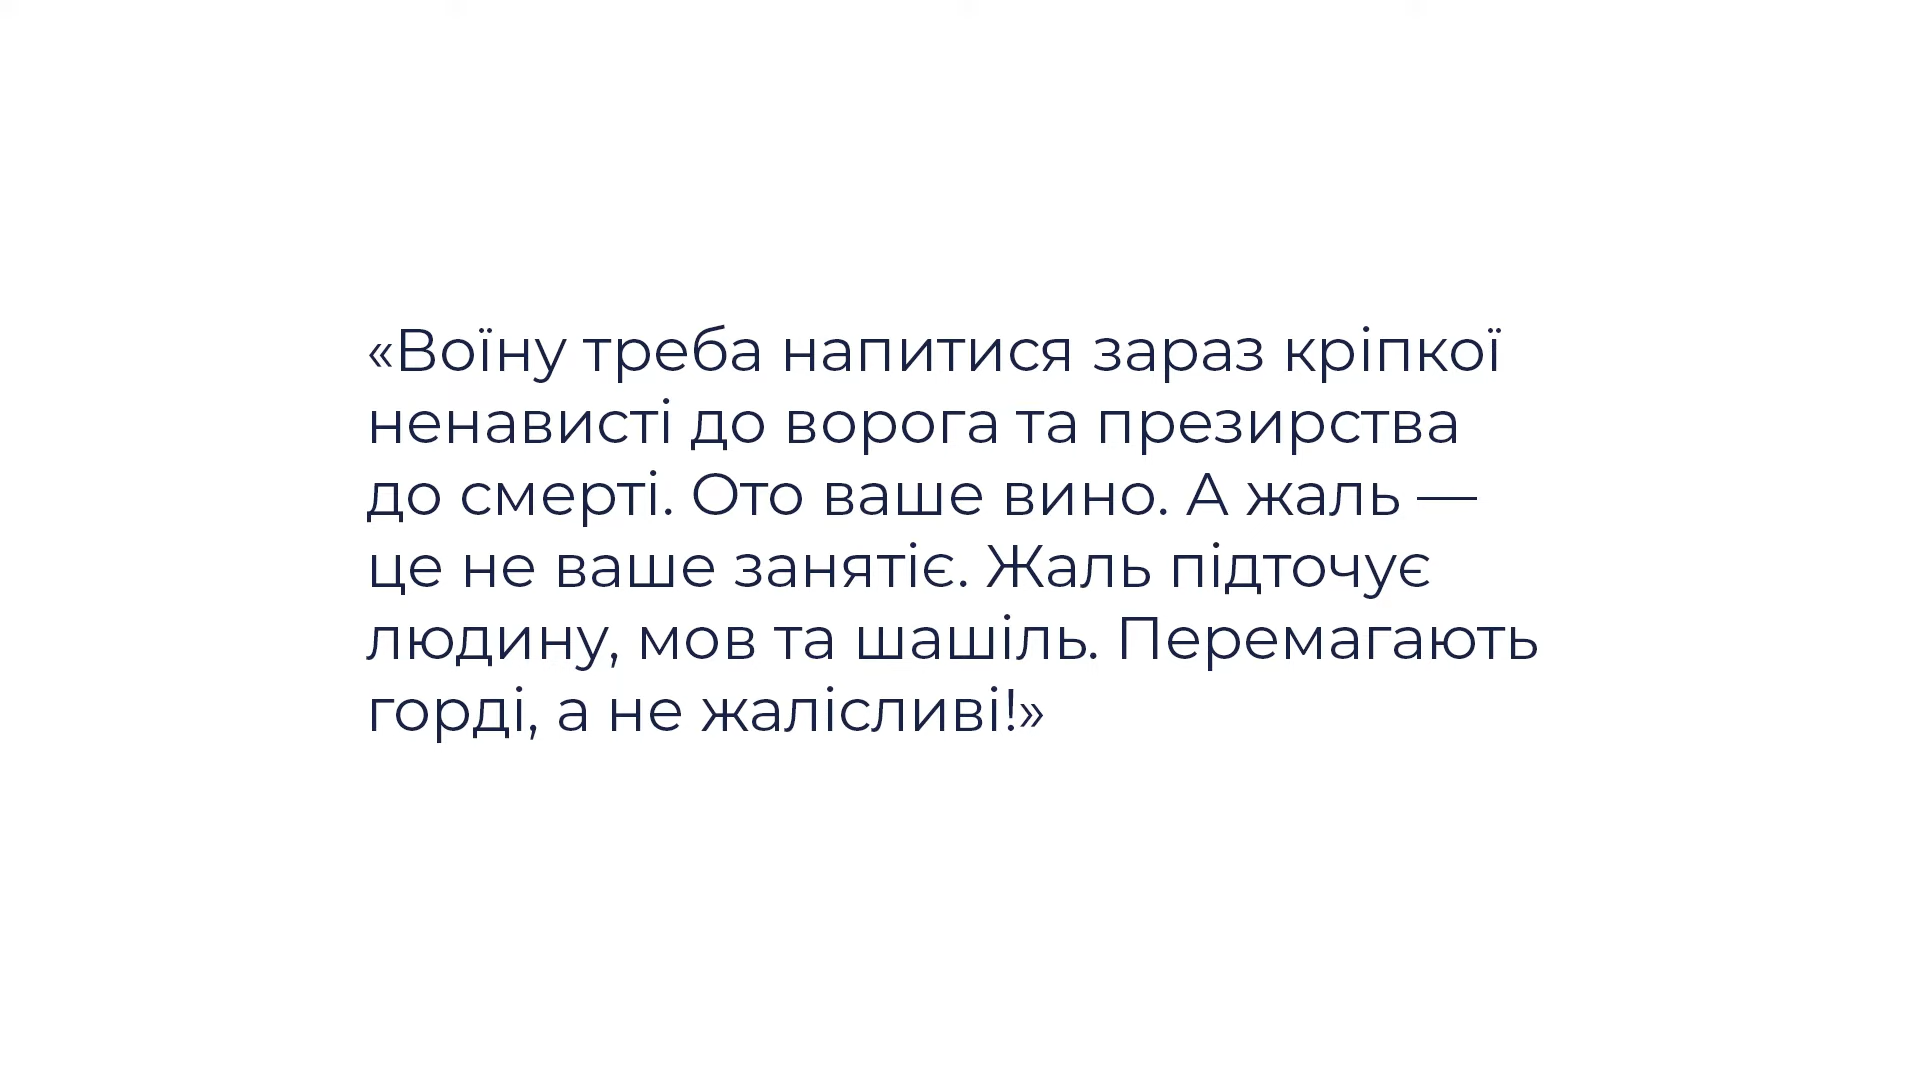 «Воїну треба напитися зараз кріпкої
ненависті до ворога та презирства
до смерті. Ото ваше вино. А жаль —
це не ваше занятіє. Жаль підточує
людину, мов та шашіль. Перемагають
горді, а не жалісливі!»